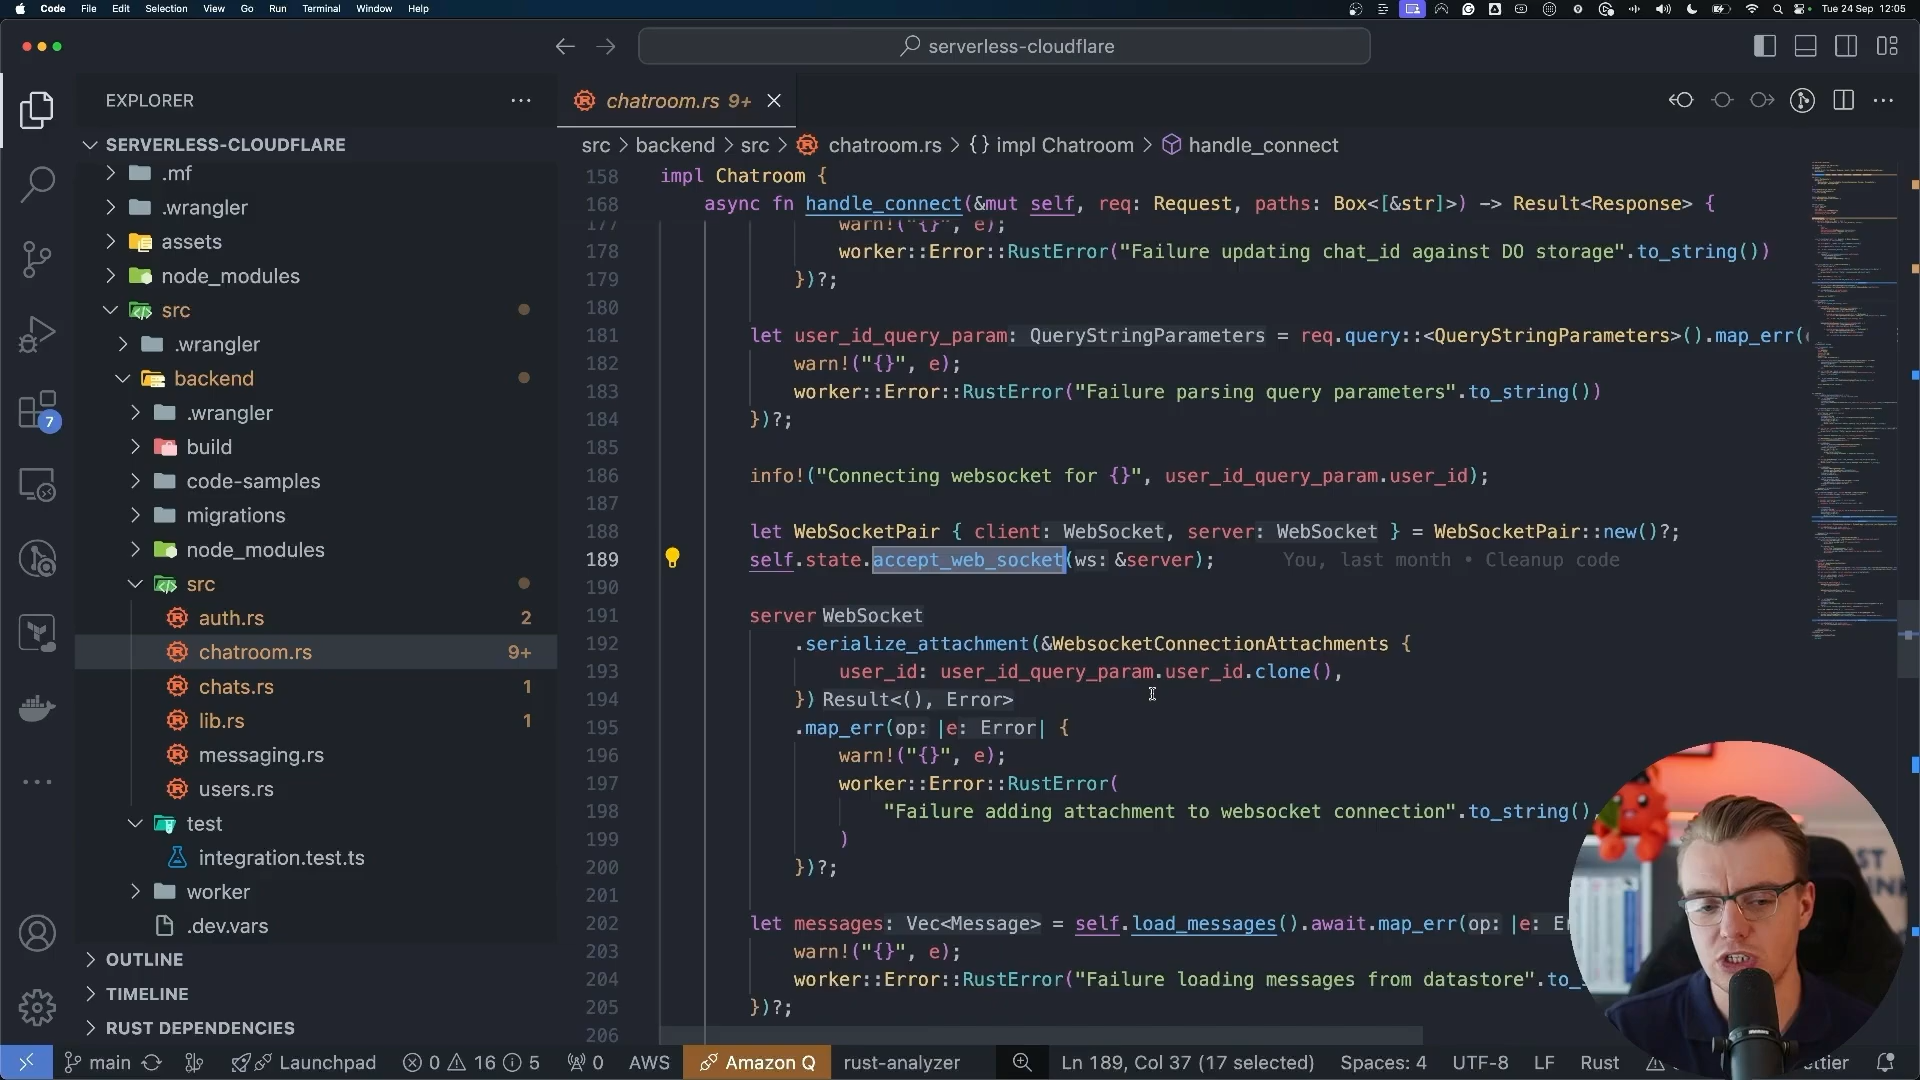 Code File Edit Selection View Go Run Terminal Window Help Tue 24 Sep 12:05
serverless-cloudflare
EXPLORER
SERVERLESS-CLOUDFLARE
.mf
.wrangler
assets
node_modules
src
.wrangler
backend
.wrangler
build
code-samples
migrations
node_modules
src
auth.rs 2
chatroom.rs 9+
chats.rs 1
lib.rs 1
messaging.rs
users.rs
test
integration.test.ts
worker
.dev.vars
OUTLINE
TIMELINE
RUST DEPENDENCIES
7
chatroom.rs 9+
src > backend > src > chatroom.rs > {} impl Chatroom > handle_connect
158 impl Chatroom {
168 async fn handle_connect(&mut self, req: Request, paths: Box<[&str]>) -> Result<Response> {
177 warn!("{}", e);
178 worker::Error::RustError("Failure updating chat_id against DO storage".to_string())
179 })?;
180
181 let user_id_query_param: QueryStringParameters = req.query::<QueryStringParameters>().map_err(
182 warn!("{}", e);
183 worker::Error::RustError("Failure parsing query parameters".to_string())
184 })?;
185
186 info!("Connecting websocket for {}", user_id_query_param.user_id);
187
188 let WebSocketPair { client: WebSocket, server: WebSocket } = WebSocketPair::new()?;
189 self.state.accept_web_socket(ws: &server); You, last month • Cleanup code
190
191 server WebSocket
192 .serialize_attachment(&WebsocketConnectionAttachments {
193 user_id: user_id_query_param.user_id.clone(),
194 }) Result<(), Error>
195 .map_err(op: |e: Error| {
196 warn!("{}", e);
197 worker::Error::RustError(
198 "Failure adding attachment to websocket connection".to_string(),
199 )
200 })?;
201
202 let messages: Vec<Message> = self.load_messages().await.map_err(op: |e: Er
203 warn!("{}", e);
204 worker::Error::RustError("Failure loading messages from datastore".to_s
205 })?;
206
main Launchpad 0 16 5 0 AWS Amazon Q rust-analyzer Ln 189, Col 37 (17 selected) Spaces: 4 UTF-8 LF Rust ettier